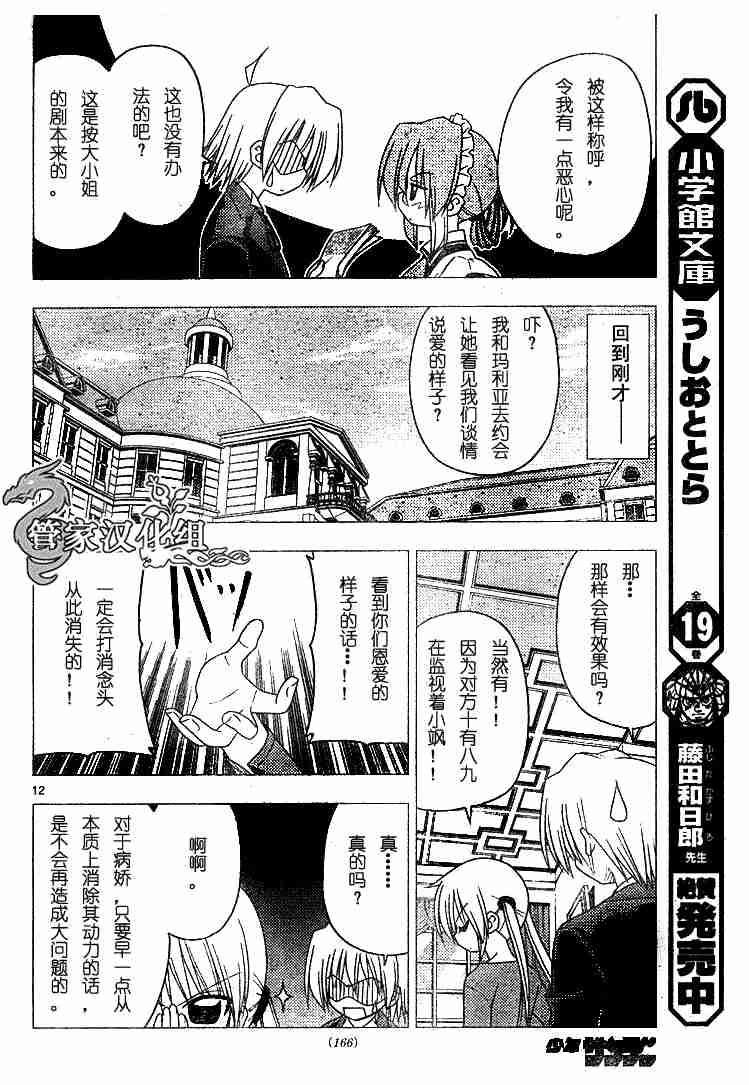 被这样称呼，
令我有一点恶心呢。
这也没有办
法的吧？
这是按大小姐
的剧本来的。
回到刚才——
吓？
我和玛利亚去约会
让她看见我们谈情
说爱的样子？
那…
那样会有效果吗？
当然有！
因为对方十有八九
在监视着小飒！！
看到你们恩爱的
样子的话…！！
一定会打消念头
从此消失的！！
真……
真的吗？
啊啊。
对于病娇，只要早一点从
本质上消除其动力的话，
是不会再造成大问题的。
管家汉化组
12
(166)
小学館文庫
うしおととら
全
19
巻
藤田和日郎
ふじたかずひろ
先生
絶賛
発売中
少年